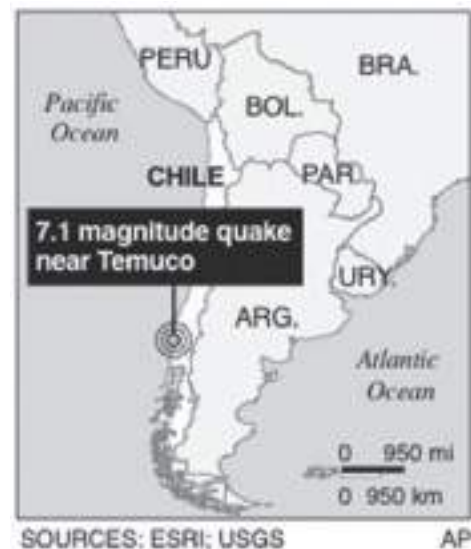 PERU
BRA.
Pacific
Ocean
BOL.
CHILE
PAR.
7.1 magnitude quake
near Temuco
URY.
ARG.
Atlantic
Ocean
0 950 mi
0 950 km
SOURCES: ESRI; USGS AP